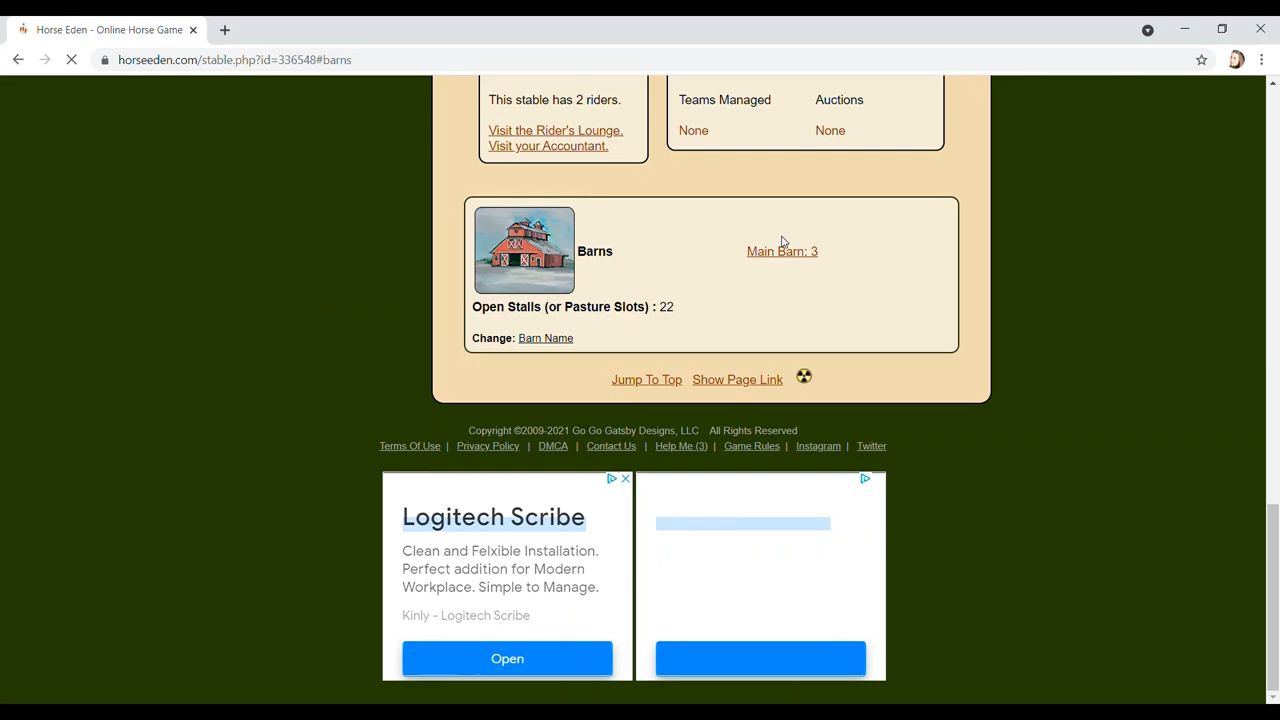 Horse Eden - Online Horse Game
horseeden.com/stable.php?id=336548#barns
This stable has 2 riders.
Teams Managed Auctions
Visit the Rider's Lounge.
None None
Visit your Accountant.
Barns
Main Barn: 3
Open Stalls (or Pasture Slots) : 22
Change: Barn Name
Jump To Top Show Page Link
Copyright ©2009-2021 Go Go Gatsby Designs, LLC All Rights Reserved
Terms Of Use | Privacy Policy | DMCA | Contact Us | Help Me (3) | Game Rules | Instagram | Twitter
Logitech Scribe
Clean and Felxible Installation.
Perfect addition for Modern
Workplace. Simple to Manage.
Kinly - Logitech Scribe
Open